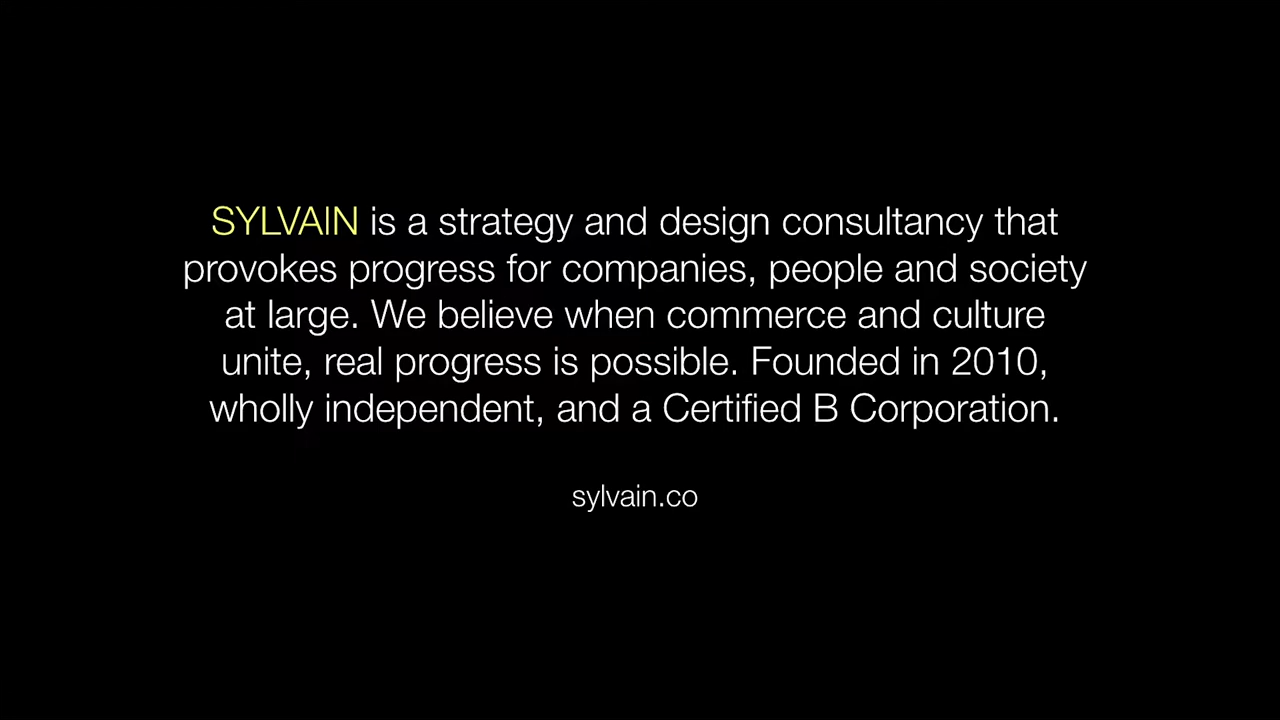 SYLVAIN is a strategy and design consultancy that
provokes progress for companies, people and society
at large. We believe when commerce and culture
unite, real progress is possible. Founded in 2010,
wholly independent, and a Certified B Corporation.
sylvain.co